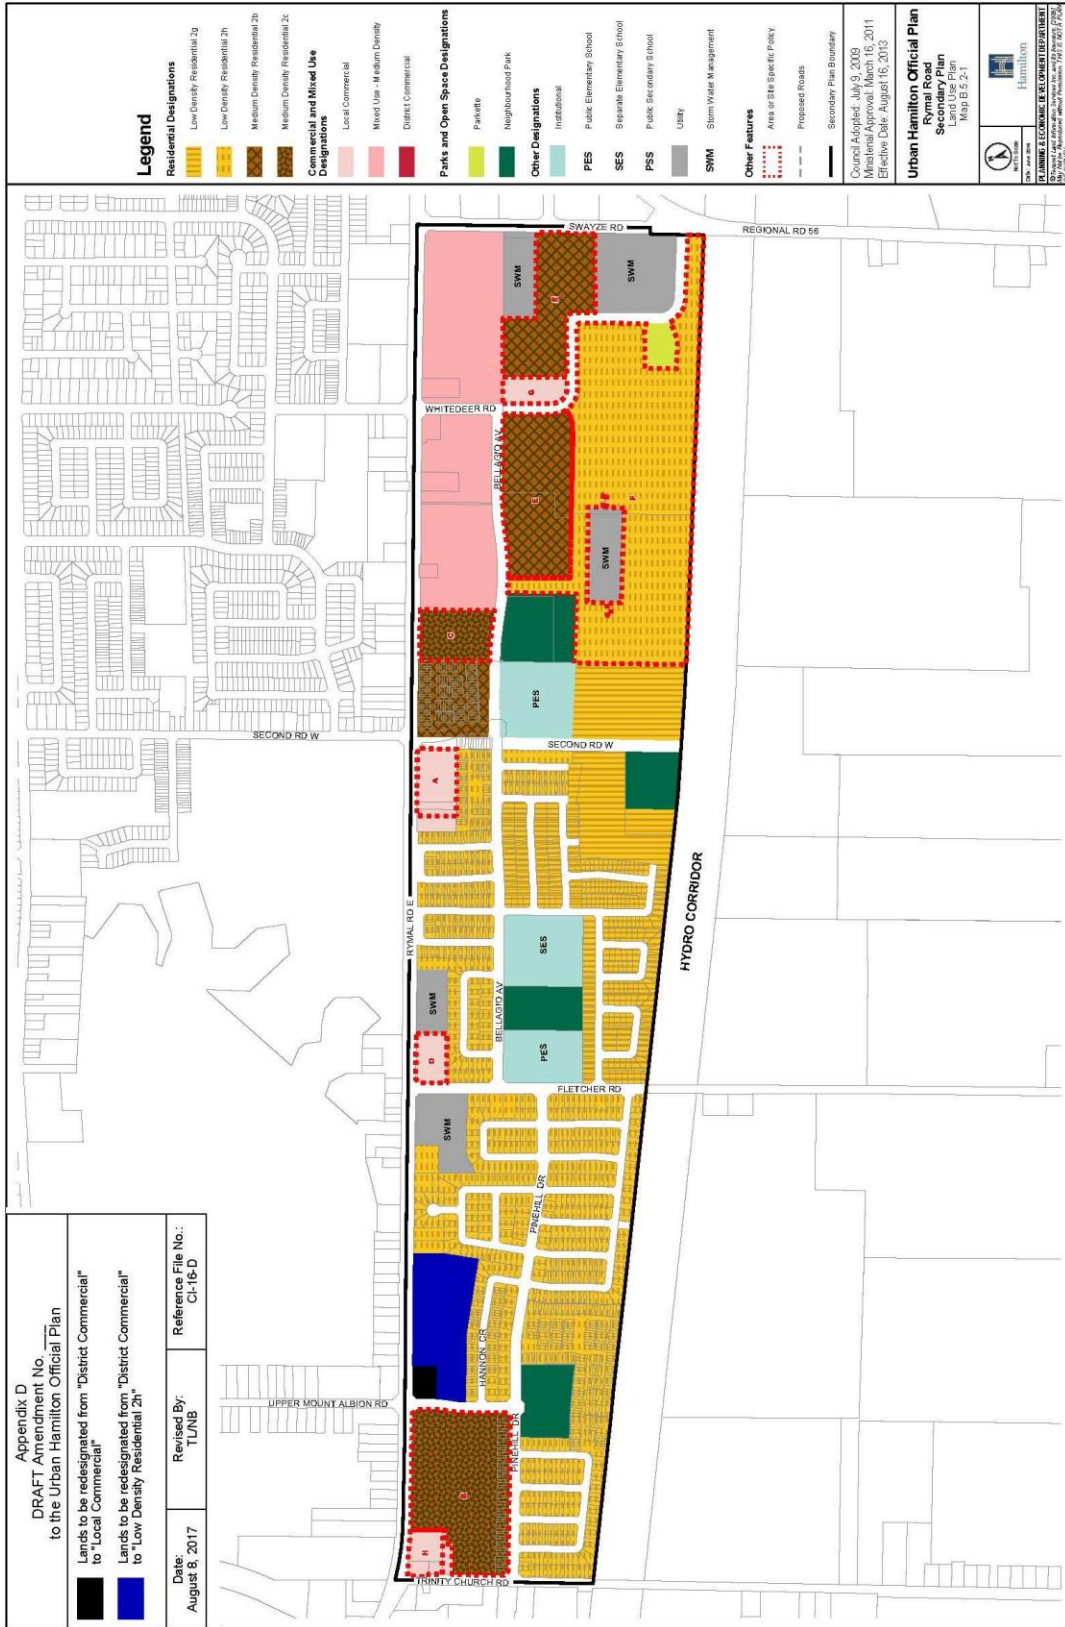 Appendix D
DRAFT Amendment No. ____
to the Urban Hamilton Official Plan
Lands to be redesignated from "District Commercial"
to "Local Commercial"
Lands to be redesignated from "District Commercial"
to "Low Density Residential 2h"
Date:
August 8, 2017
Revised By:
TL/NB
Reference File No.:
CI-16-D
Legend
Residential Designations
Low Density Residential 2g
Low Density Residential 2h
Medium Density Residential 2b
Medium Density Residential 2c
Commercial and Mixed Use
Designations
Local Commercial
Mixed Use - Medium Density
District Commercial
Parks and Open Space Designations
Parkette
Neighbourhood Park
Other Designations
Institutional
PES Public Elementary School
SES Separate Elementary School
PSS Public Secondary School
Utility
SWM Storm Water Management
Other Features
Area or Site Specific Policy
Proposed Roads
Secondary Plan Boundary
Council Adopted: July 9, 2009
Ministerial Approval: March 16, 2011
Effective Date: August 16, 2013
Urban Hamilton Official Plan
Rymal Road
Secondary Plan
Land Use Plan
Map B.5.2-1
Not To Scale
Date: June 2016
Hamilton
PLANNING & ECONOMIC DEVELOPMENT DEPARTMENT
UPPER MOUNT ALBION RD
RYMAL RD E
SECOND RD W
WHITEDEER RD
SWAYZE RD
REGIONAL RD 56
H
B
TRINITY CHURCH RD
PINEHILL DR
HANNON CR
PINEHILL DR
SWM
FLETCHER RD
D
SWM
BELLAGIO AV
PES
SES
A
SECOND RD W
PES
C
BELLAGIO AV
E
SWM
F
G
E
SWM
SWM
HYDRO CORRIDOR